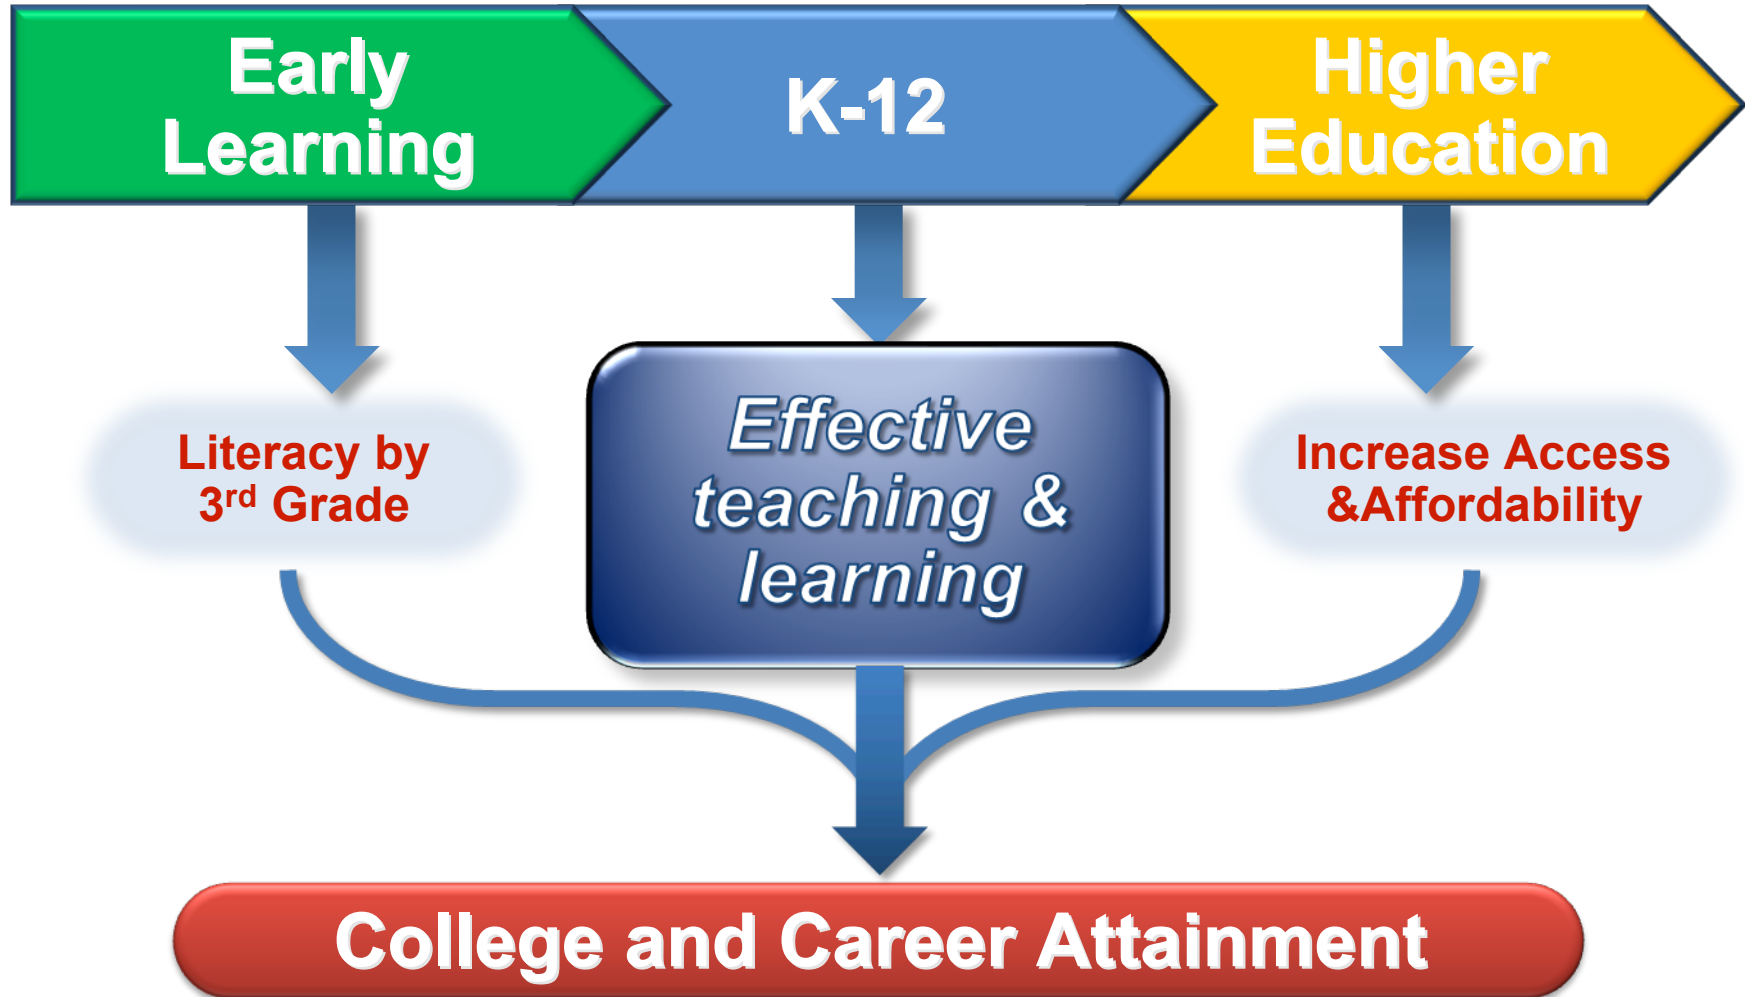 Early
Learning
K-12
Higher
Education
Literacy by
3rd Grade
Effective
teaching &
learning
Increase Access
&Affordability
College and Career Attainment